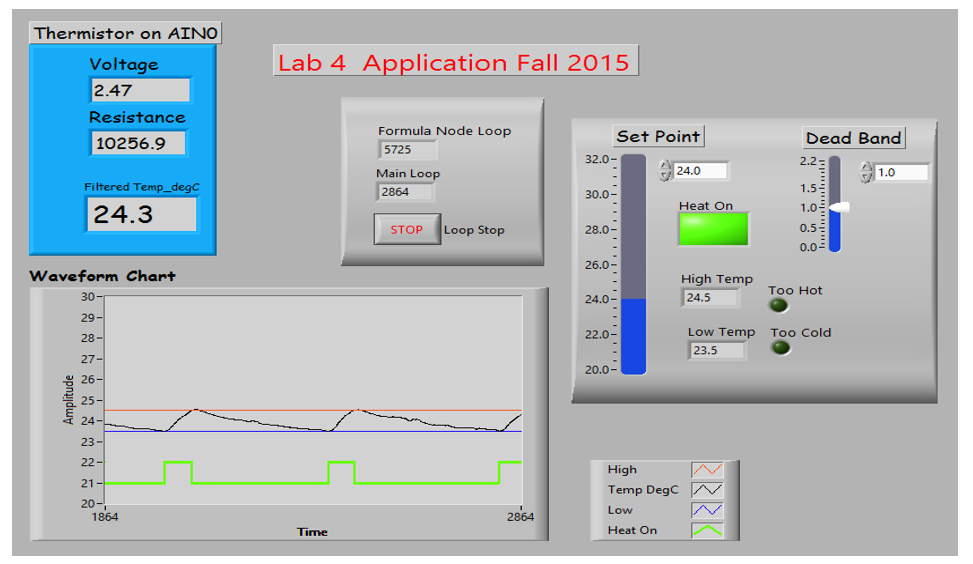 Thermistor on AIN0
Voltage
2.47
Resistance
10256.9
Filtered Temp_degC
24.3
Lab 4 Application Fall 2015
Formula Node Loop
5725
Main Loop
2864
STOP
Loop Stop
Set Point
32.0
30.0
28.0
26.0
24.0
22.0
20.0
24.0
Heat On
High Temp
24.5
Low Temp
23.5
Too Hot
Too Cold
Dead Band
2.2
1.5
1.0
0.5
0.0
1.0
Waveform Chart
Amplitude
30
29
28
27
26
25
24
23
22
21
20
1864
2864
Time
High
Temp DegC
Low
Heat On